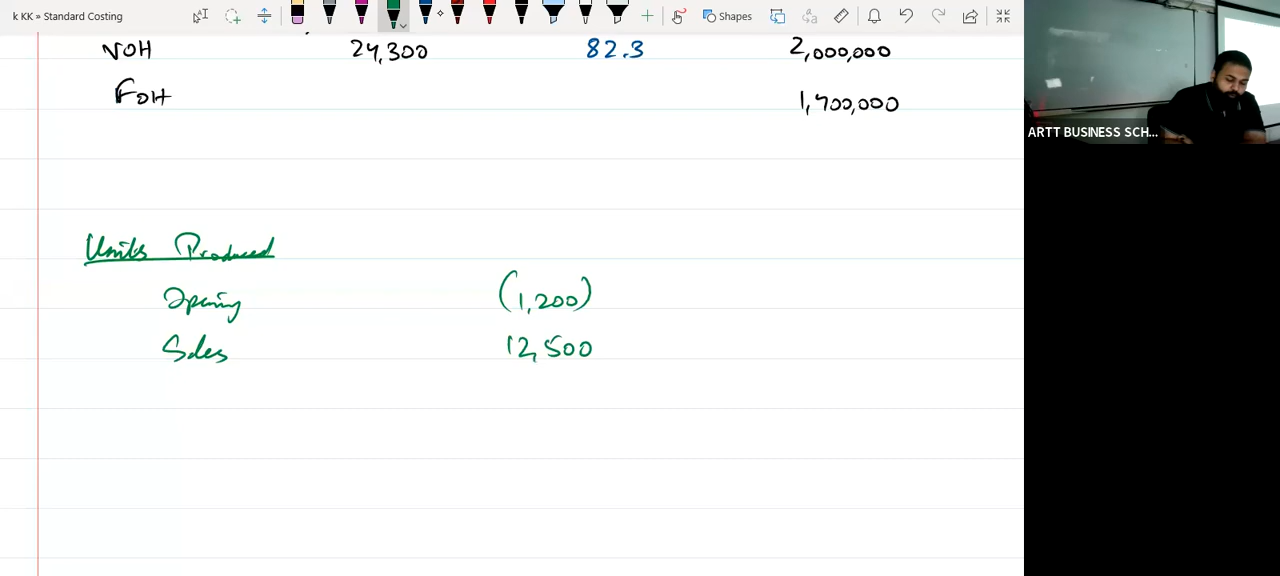 k KK » Standard Costing
Shapes
VOH 24,300 82.3 2,000,000
FOH 1,700,000
ARTT BUSINESS SCH...
Units Produced
Opening (1,200)
Sales 12,500